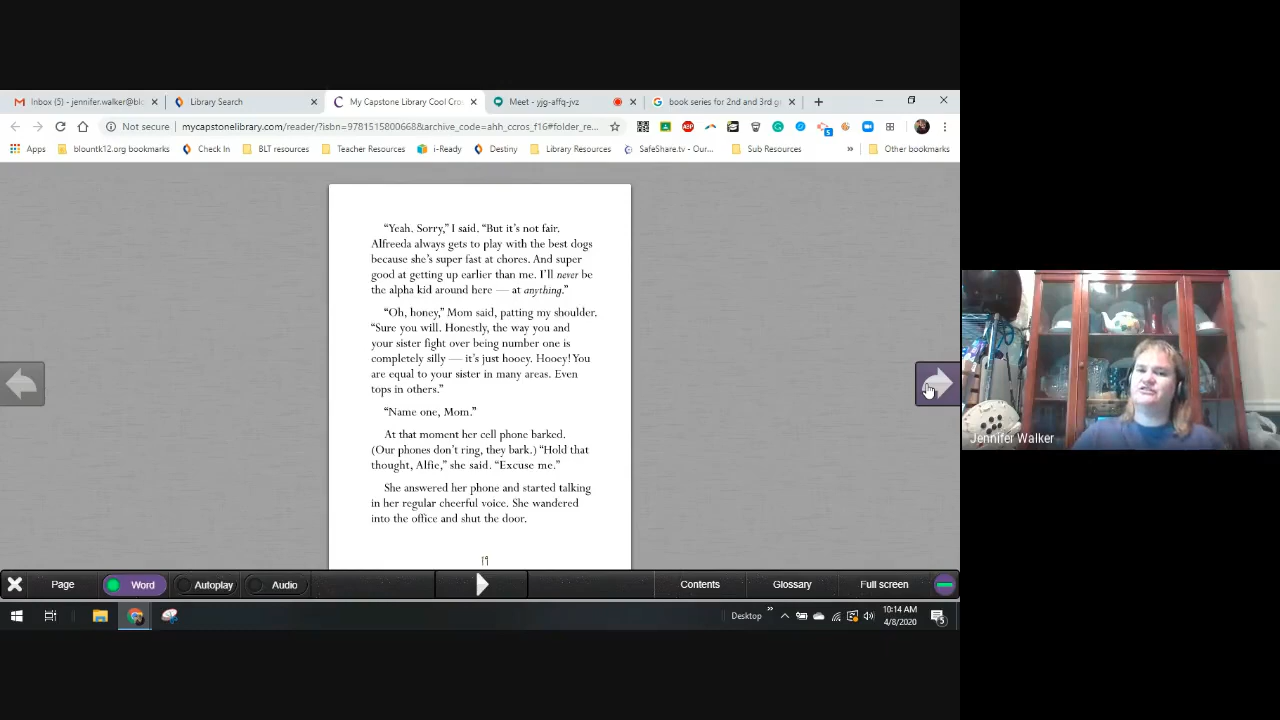 Inbox (5) - jennifer.walker@bl
Library Search
My Capstone Library Cool Cro
Meet - yjg-affq-jvz
book series for 2nd and 3rd g
Not secure
mycapstonelibrary.com/reader/?isbn=9781515800668&archive_code=ahh_ccros_f16#folder_re...
ABP
5
Apps
blountk12.org bookmarks
Check In
BLT resources
Teacher Resources
i-Ready
Destiny
Library Resources
SafeShare.tv - Our...
Sub Resources
»
Other bookmarks
“Yeah. Sorry,” I said. “But it’s not fair.
Alfreeda always gets to play with the best dogs
because she’s super fast at chores. And super
good at getting up earlier than me. I’ll never be
the alpha kid around here — at anything.”
“Oh, honey,” Mom said, patting my shoulder.
“Sure you will. Honestly, the way you and
your sister fight over being number one is
completely silly — it’s just hooey. Hooey! You
are equal to your sister in many areas. Even
tops in others.”
“Name one, Mom.”
At that moment her cell phone barked.
(Our phones don’t ring, they bark.) “Hold that
thought, Alfie,” she said. “Excuse me.”
She answered her phone and started talking
in her regular cheerful voice. She wandered
into the office and shut the door.
19
Page
Word
Autoplay
Audio
Contents
Glossary
Full screen
Desktop
»
10:14 AM
4/8/2020
5
Jennifer Walker